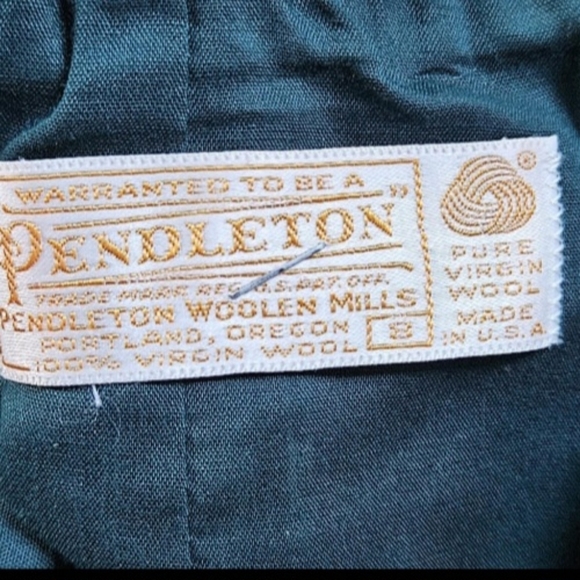 WARRANTED TO BE A
"PENDLETON"
TRADE MARK REG. U.S. PAT. OFF.
PENDLETON WOOLEN MILLS
PORTLAND, OREGON
100% VIRGIN WOOL
8
®
PURE
VIRGIN
WOOL
MADE
IN U.S.A.